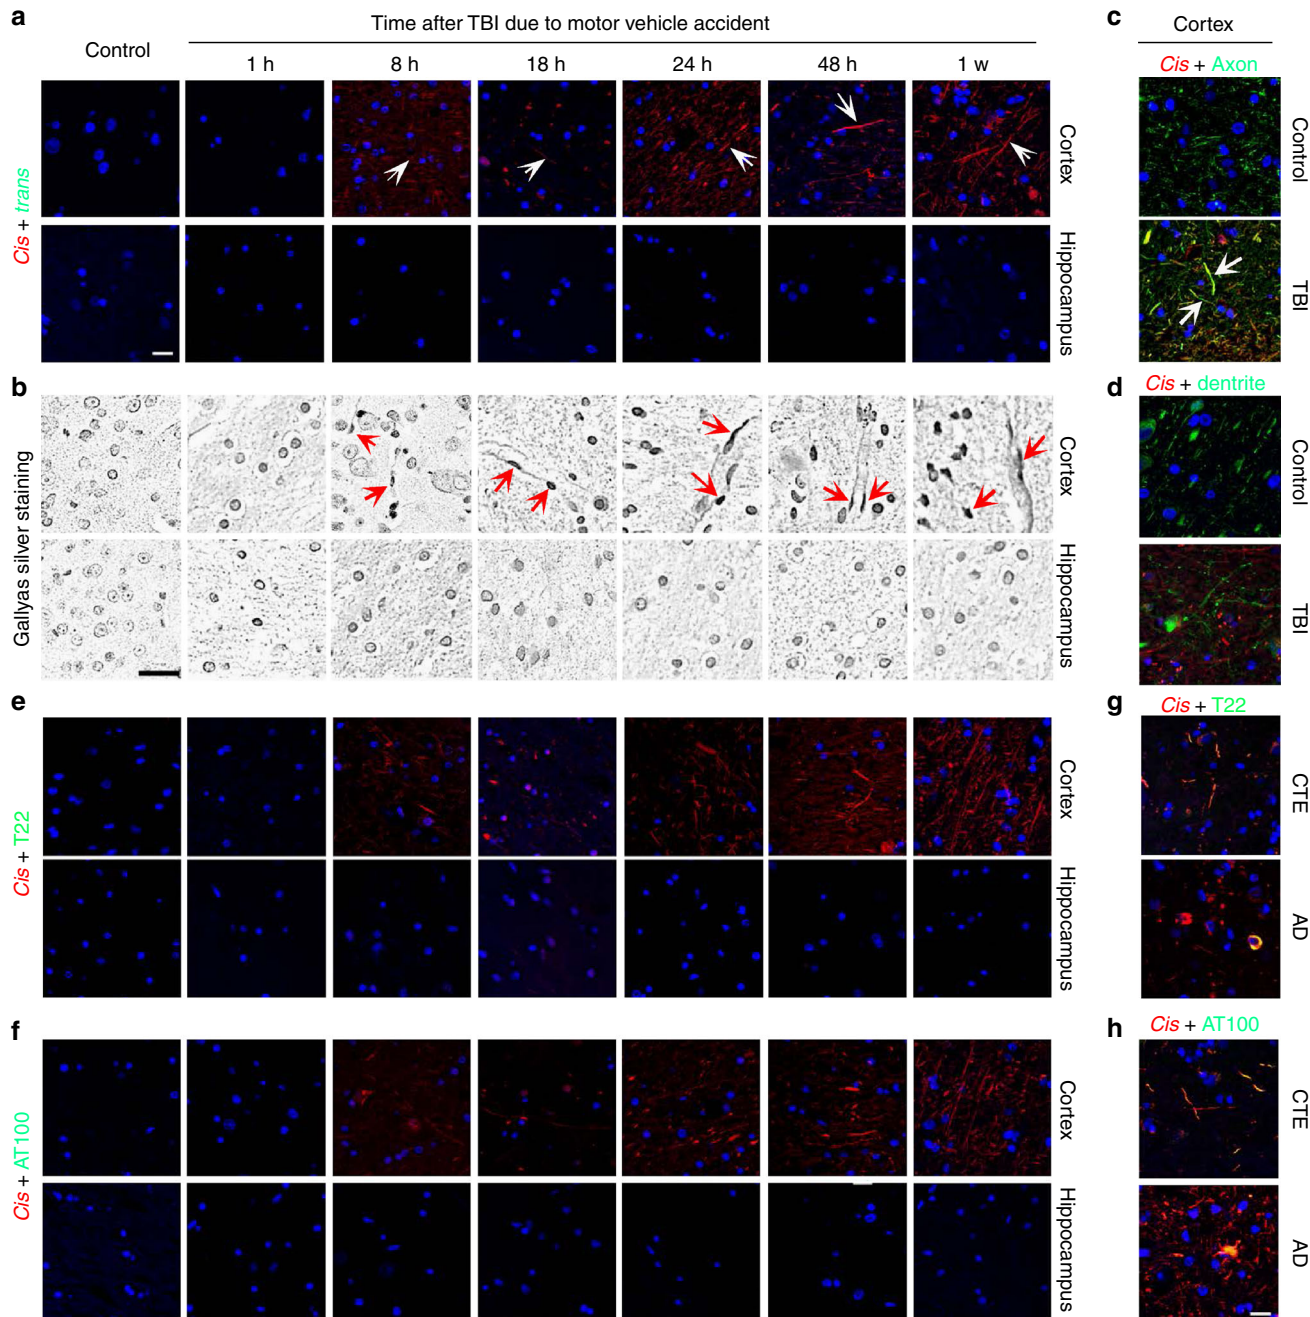 a
Time after TBI due to motor vehicle accident
Control
1 h
8 h
18 h
24 h
48 h
1 w
Cis + trans
Cortex
Hippocampus
b
Gallyas silver staining
Cortex
Hippocampus
c
Cortex
Cis + Axon
Control
TBI
d
Cis + dentrite
Control
TBI
e
Cis + T22
Cortex
Hippocampus
g
Cis + T22
CTE
AD
f
Cis + AT100
Cortex
Hippocampus
h
Cis + AT100
CTE
AD